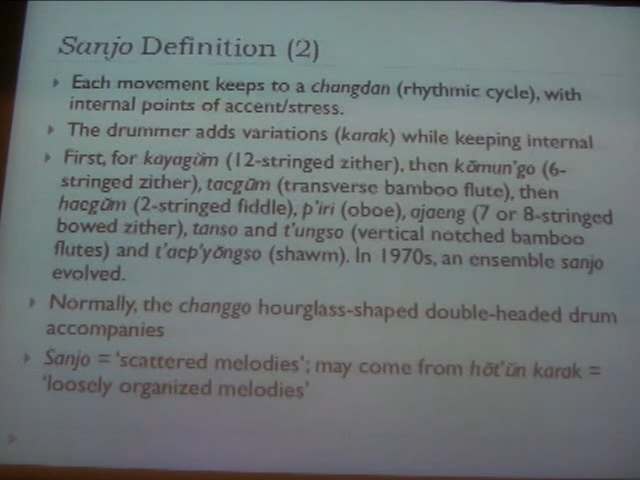 Sanjo Definition (2)
Each movement keeps to a changdan (rhythmic cycle), with
internal points of accent/stress.
The drummer adds variations (karak) while keeping internal
First, for kayagŭm (12-stringed zither), then kŏmun'go (6-
stringed zither), taegŭm (transverse bamboo flute), then
haegŭm (2-stringed fiddle), p'iri (oboe), ajaeng (7 or 8-stringed
bowed zither), tanso and t'ungso (vertical notched bamboo
flutes) and t'aep'yŏngso (shawm). In 1970s, an ensemble sanjo
evolved.
Normally, the changgo hourglass-shaped double-headed drum
accompanies
Sanjo = 'scattered melodies'; may come from hŏt'ŭn karak =
'loosely organized melodies'